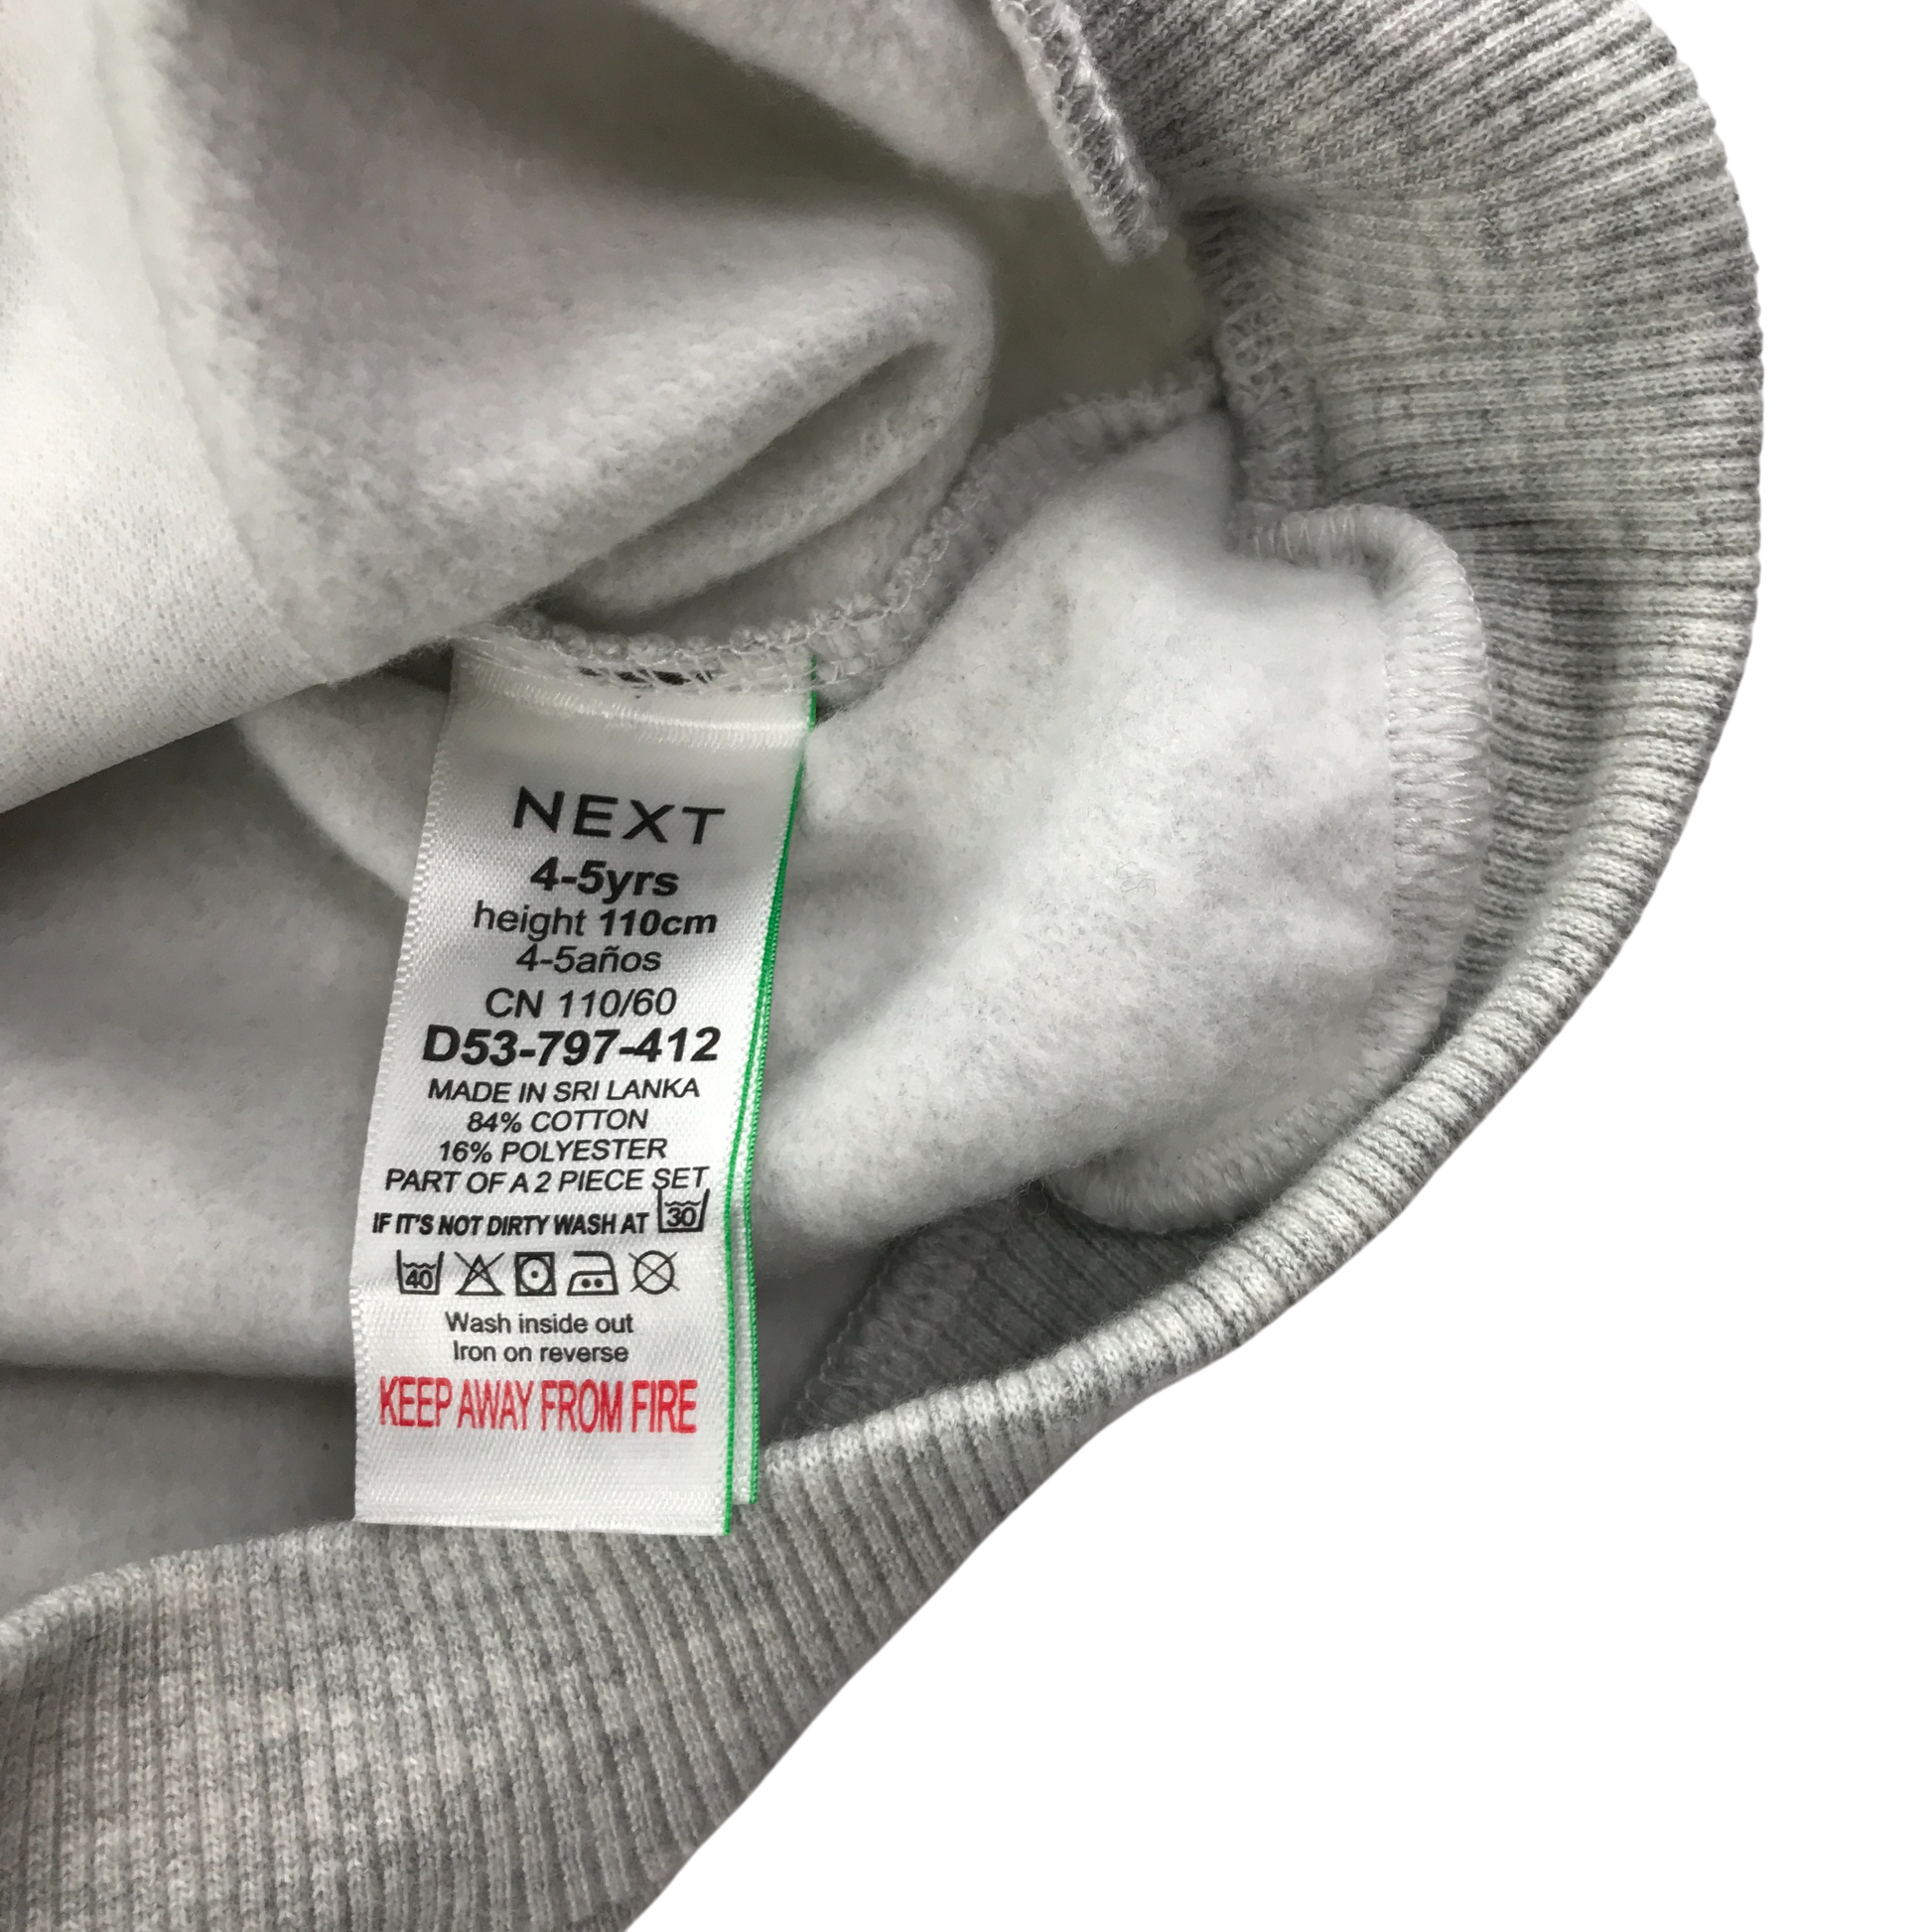 NEXT
4-5yrs
height 110cm
4-5años
CN 110/60
D53-797-412
MADE IN SRI LANKA
84% COTTON
16% POLYESTER
PART OF A 2 PIECE SET
IF IT'S NOT DIRTY WASH AT 30
40
Wash inside out
Iron on reverse
KEEP AWAY FROM FIRE